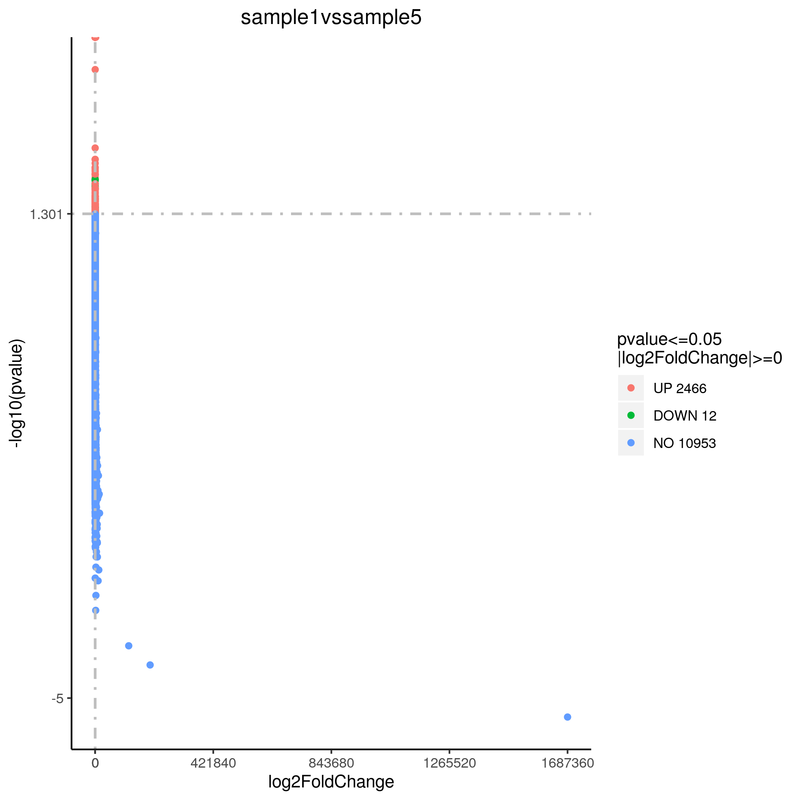 sample1vssample5
1.301
-5
-log10(pvalue)
0
421840
843680
1265520
1687360
log2FoldChange
pvalue<=0.05
|log2FoldChange|>=0
UP 2466
DOWN 12
NO 10953